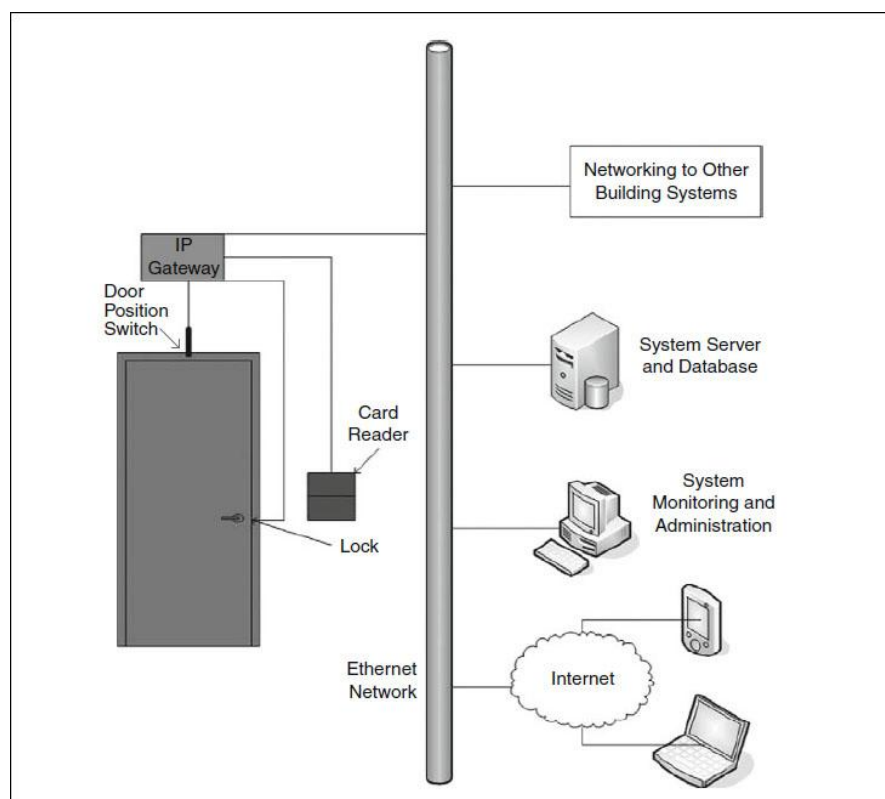 Networking to Other
Building Systems
IP
Gateway
Door
Position
Switch
System Server
and Database
Card
Reader
System
Monitoring and
Administration
Lock
Ethernet
Network
Internet